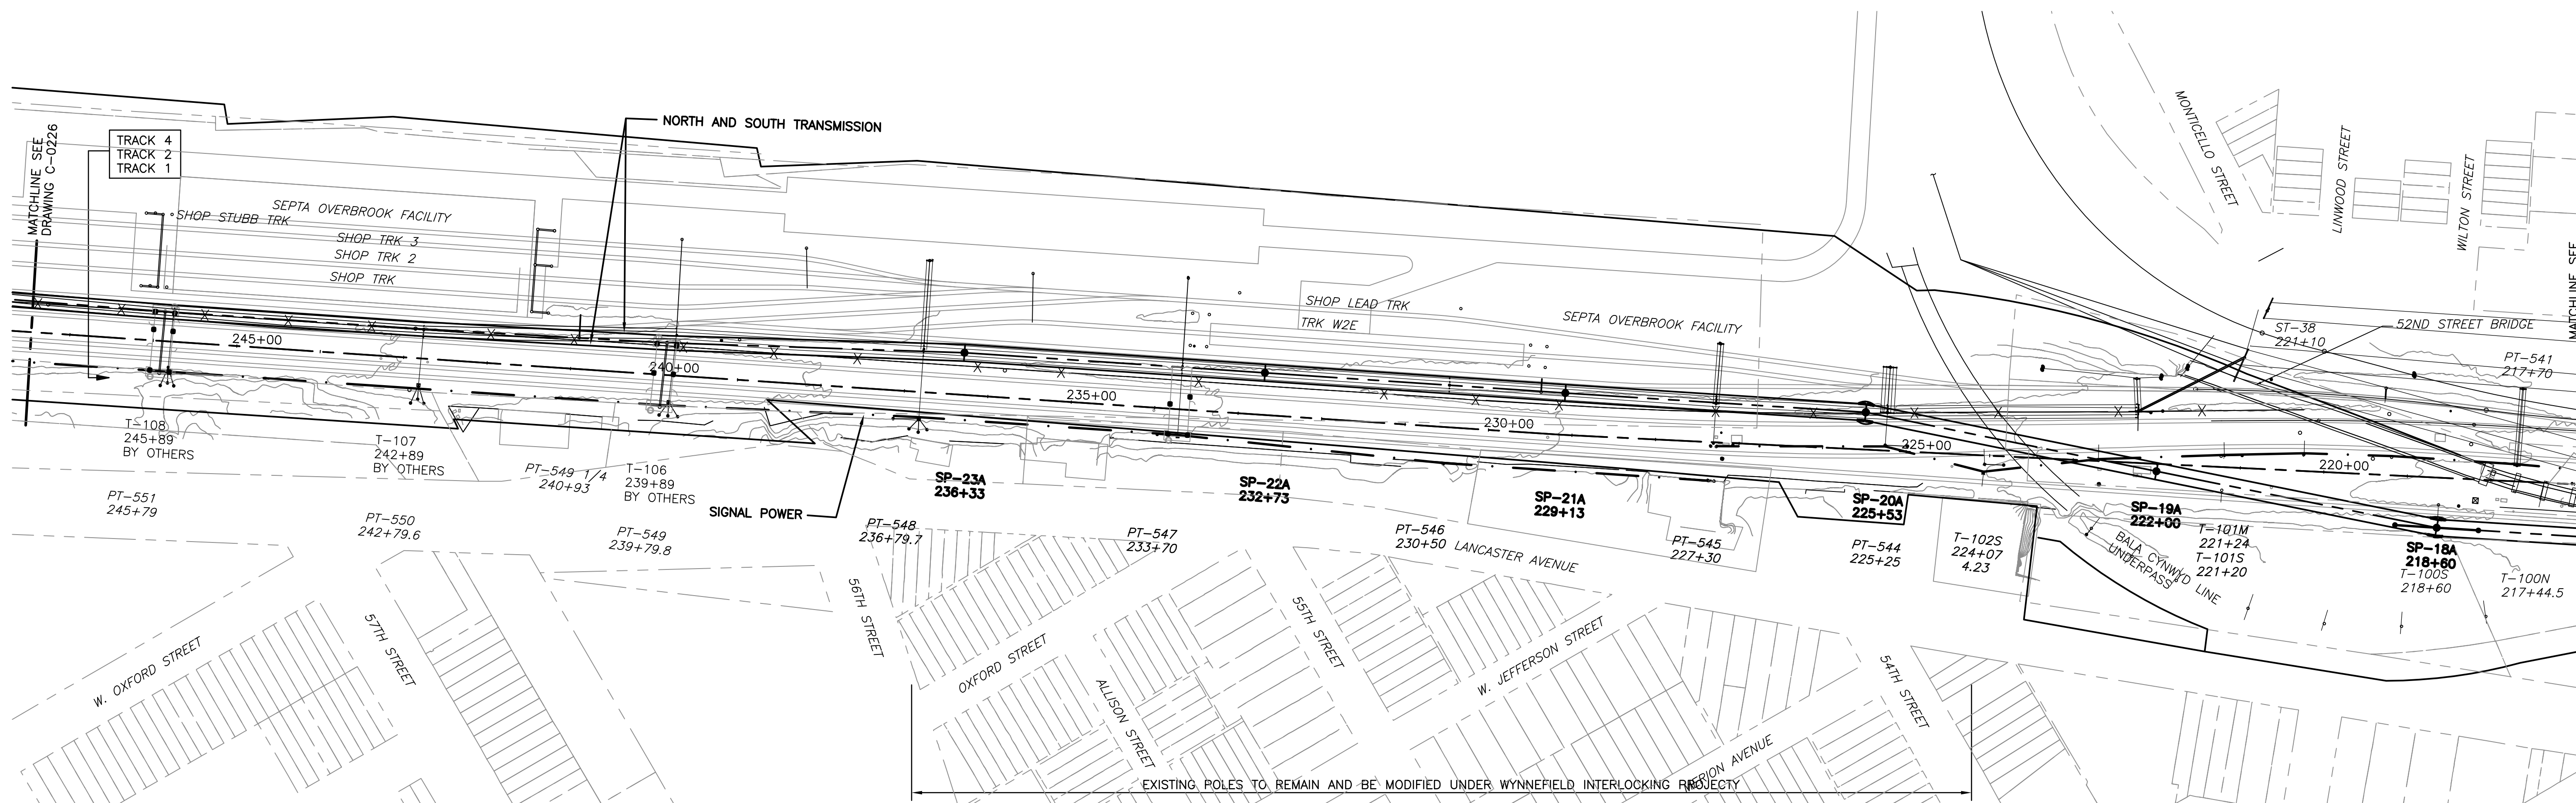 MATCHLINE SEE
DRAWING C-0226
TRACK 4
TRACK 2
TRACK 1
NORTH AND SOUTH TRANSMISSION
SEPTA OVERBROOK FACILITY
SHOP STUBB TRK
SHOP TRK 3
SHOP TRK 2
SHOP TRK
SHOP LEAD TRK
TRK W2E
SEPTA OVERBROOK FACILITY
MONTICELLO STREET
LINWOOD STREET
WILTON STREET
MATCHLINE SEE
ST-38
221+10
52ND STREET BRIDGE
PT-541
217+70
245+00
240+00
235+00
230+00
225+00
220+00
T-108
245+89
BY OTHERS
T-107
242+89
BY OTHERS
PT-549 1/4
240+93
T-106
239+89
BY OTHERS
SIGNAL POWER
SP-23A
236+33
SP-22A
232+73
SP-21A
229+13
SP-20A
225+53
SP-19A
222+00
SP-18A
218+60
PT-551
245+79
PT-550
242+79.6
PT-549
239+79.8
PT-548
236+79.7
PT-547
233+70
PT-546
230+50
LANCASTER AVENUE
PT-545
227+30
PT-544
225+25
T-102S
224+07
4.23
BALA CYNWYD LINE
UNDERPASS
T-101M
221+24
T-101S
221+20
T-100S
218+60
T-100N
217+44.5
W. OXFORD STREET
57TH STREET
56TH STREET
OXFORD STREET
ALLISON STREET
55TH STREET
W. JEFFERSON STREET
54TH STREET
MERION AVENUE
EXISTING POLES TO REMAIN AND BE MODIFIED UNDER WYNNEFIELD INTERLOCKING PROJECTY